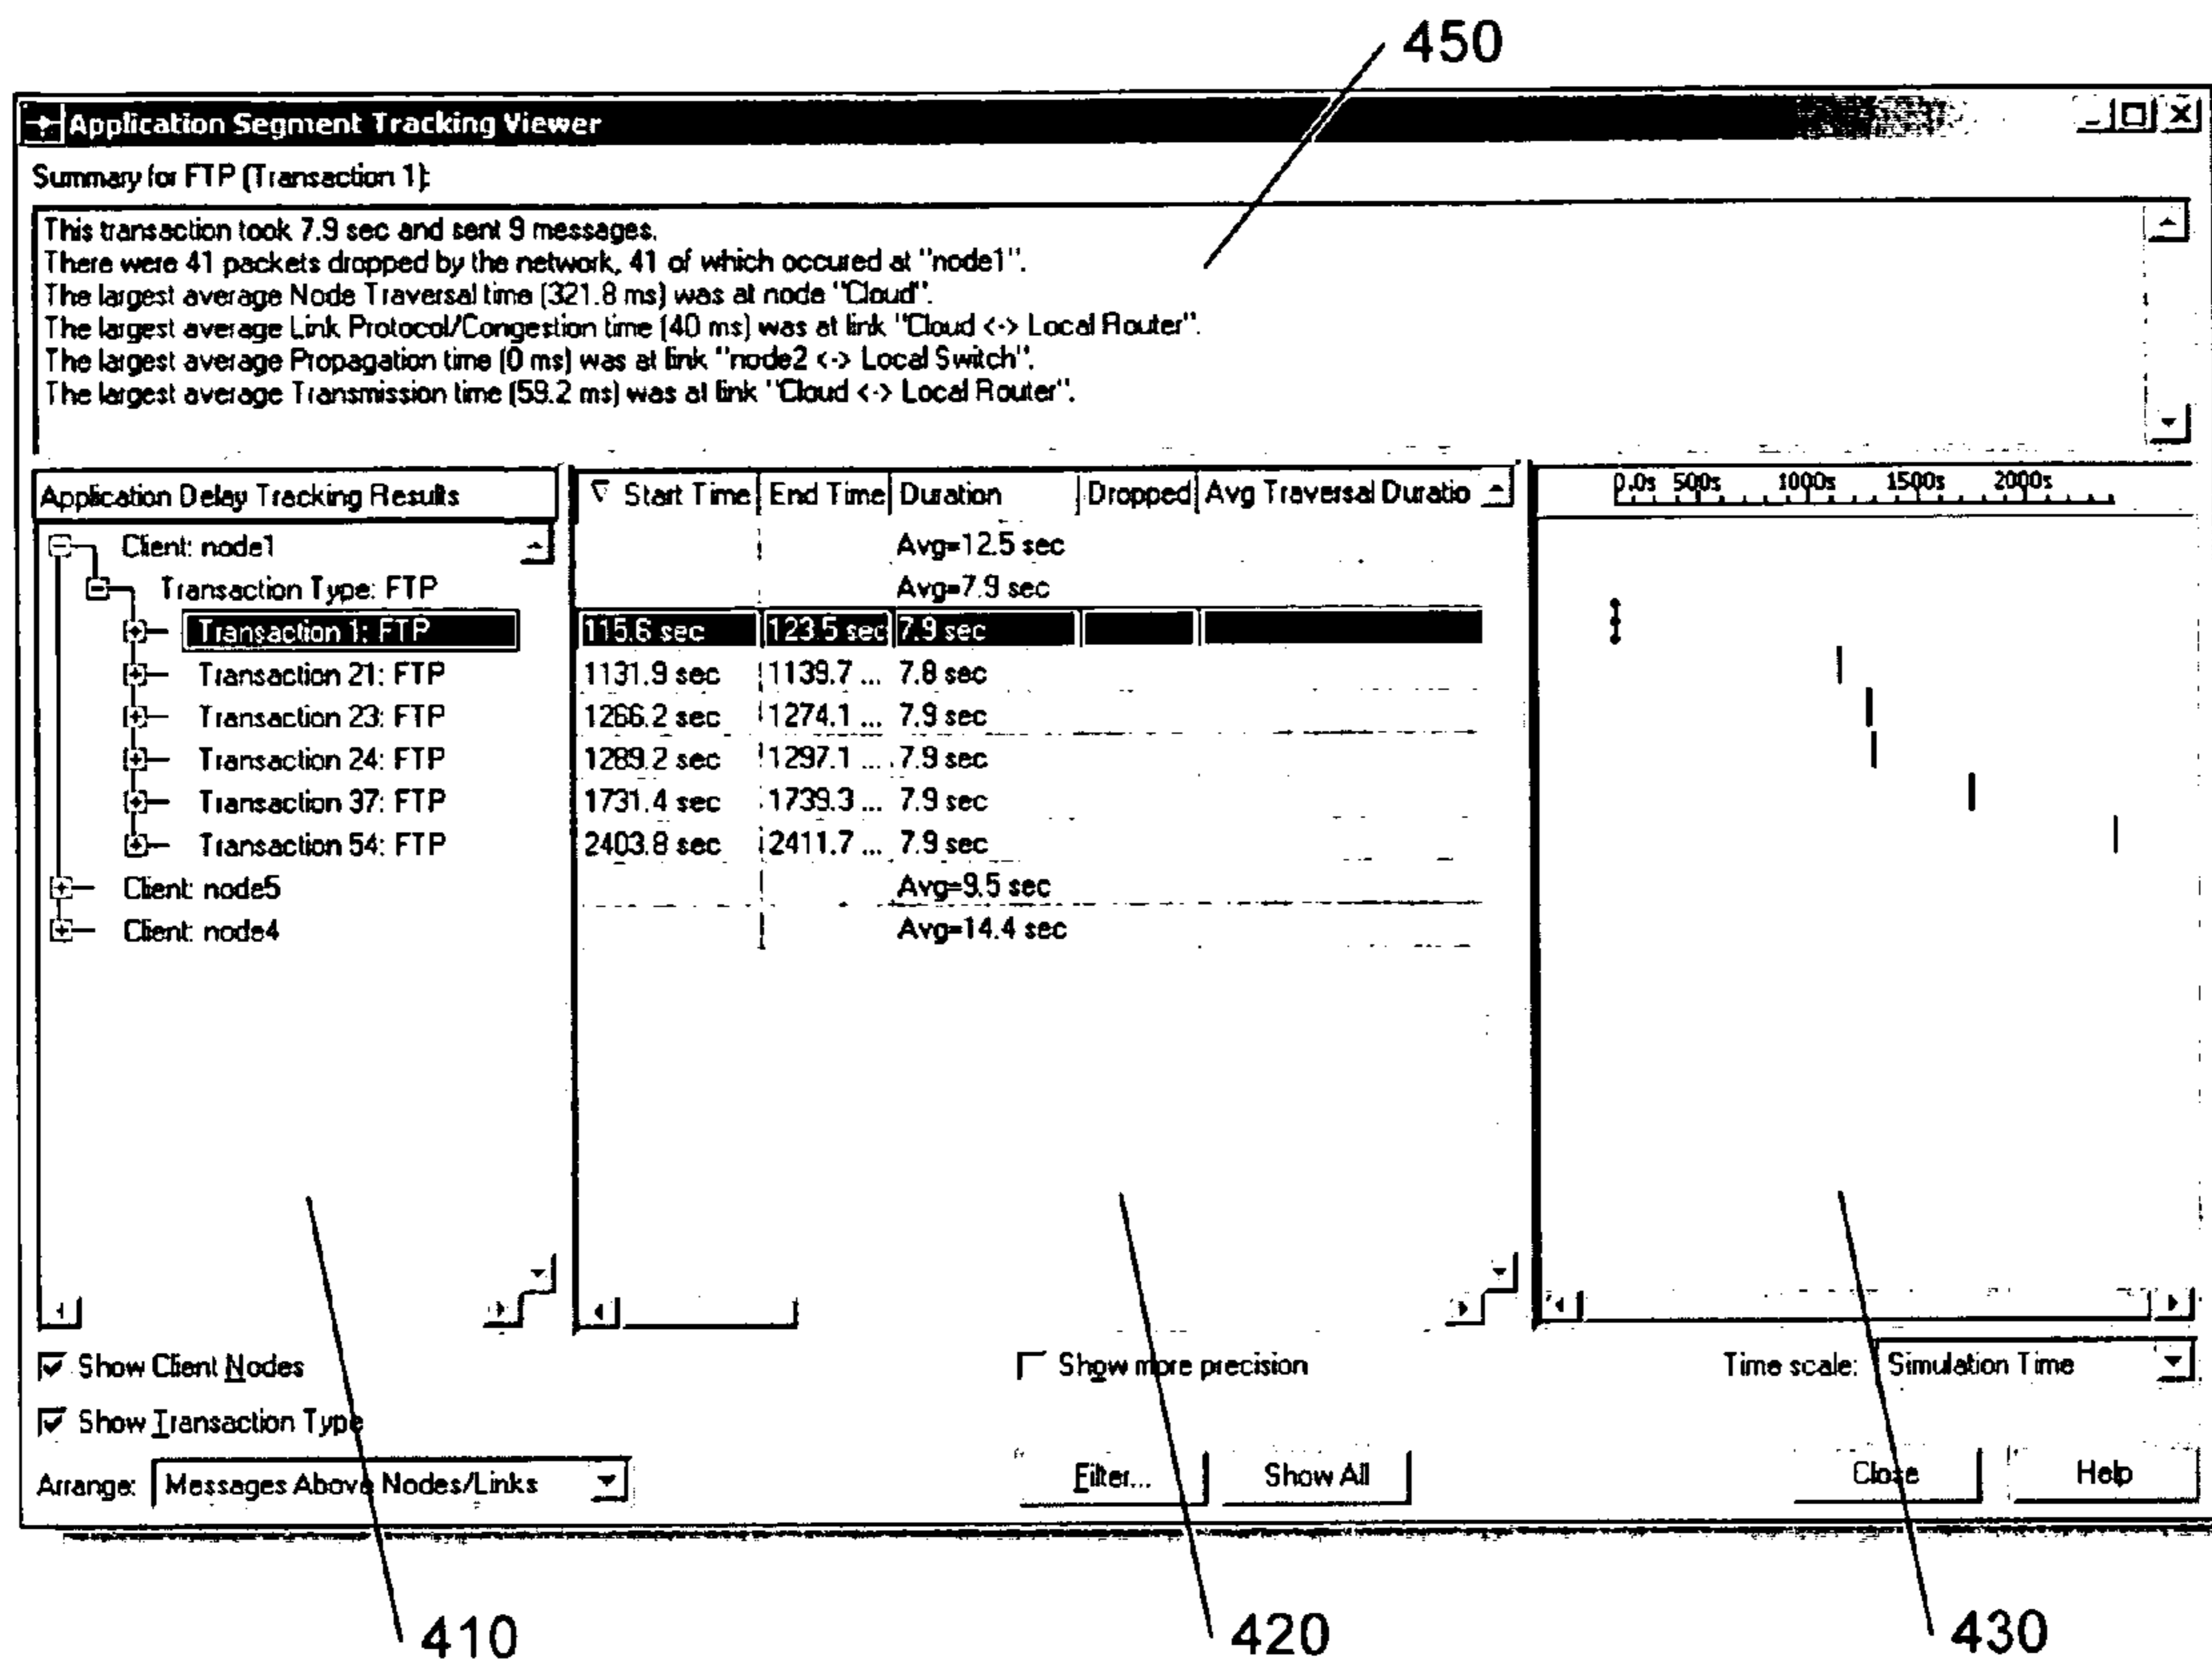 450
Application Segment Tracking Viewer
Summary for FTP (Transaction 1):
This transaction took 7.9 sec and sent 9 messages.
There were 41 packets dropped by the network, 41 of which occured at "node1".
The largest average Node Traversal time (321.8 ms) was at node "Cloud".
The largest average Link Protocol/Congestion time (40 ms) was at link "Cloud <-> Local Router".
The largest average Propagation time (0 ms) was at link "node2 <-> Local Switch".
The largest average Transmission time (59.2 ms) was at link "Cloud <-> Local Router".
Application Delay Tracking Results Start Time End Time Duration Dropped Avg Traversal Duratio 0.0s 500s 1000s 1500s 2000s
Client: node1 Avg=12.5 sec
Transaction Type: FTP Avg=7.9 sec
Transaction 1: FTP 115.6 sec 123.5 sec 7.9 sec
Transaction 21: FTP 1131.9 sec 1139.7 ... 7.8 sec
Transaction 23: FTP 1266.2 sec 1274.1 ... 7.9 sec
Transaction 24: FTP 1289.2 sec 1297.1 ... 7.9 sec
Transaction 37: FTP 1731.4 sec 1739.3 ... 7.9 sec
Transaction 54: FTP 2403.8 sec 2411.7 ... 7.9 sec
Client: node5 Avg=9.5 sec
Client: node4 Avg=14.4 sec
Show Client Nodes Show more precision Time scale: Simulation Time
Show Transaction Type
Arrange: Messages Above Nodes/Links Filter... Show All Close Help
410 420 430